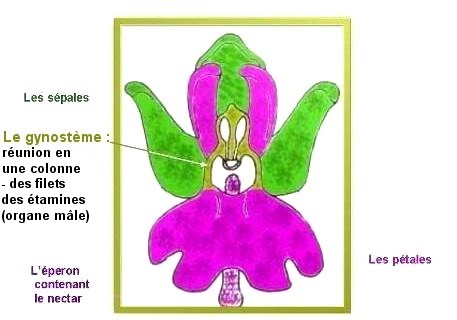 Les sépales
Le gynostème :
réunion en
une colonne
- des filets
des étamines
(organe mâle)
Les pétales
L'éperon
contenant
le nectar